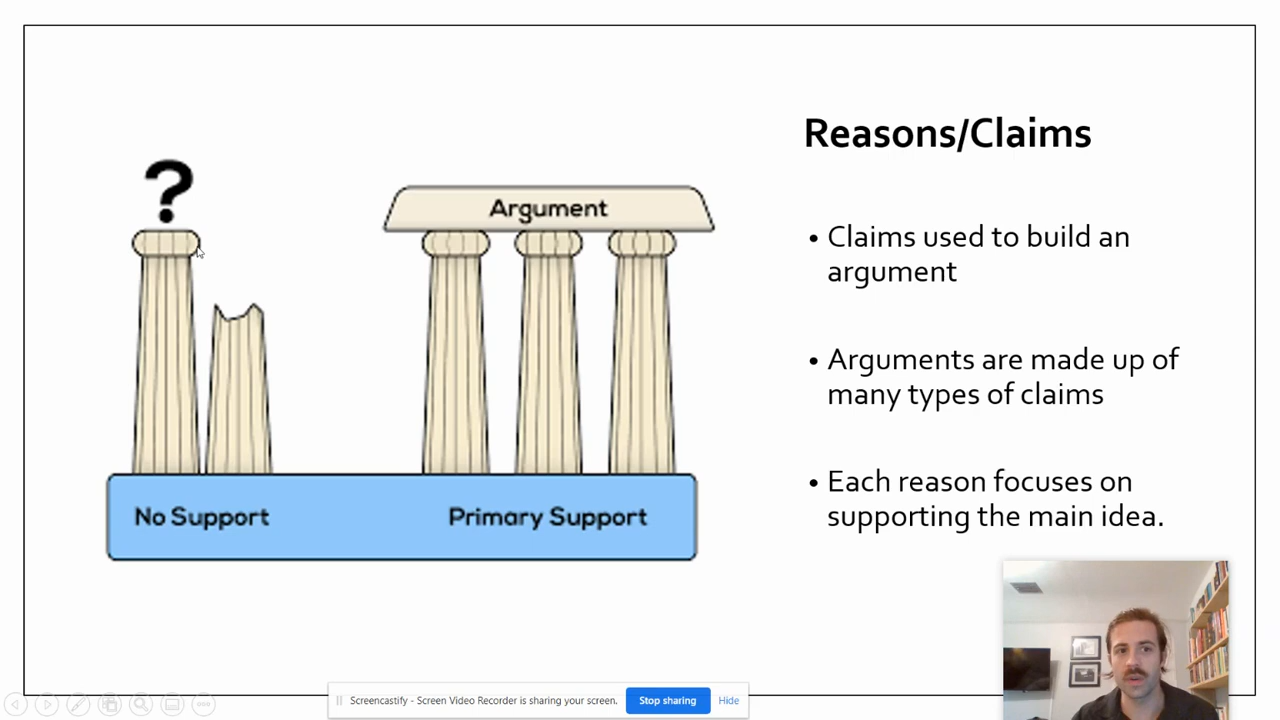 Reasons/Claims
?
Argument
• Claims used to build an
argument
• Arguments are made up of
many types of claims
• Each reason focuses on
supporting the main idea.
No Support
Primary Support
Screencastify - Screen Video Recorder is sharing your screen.
Stop sharing
Hide